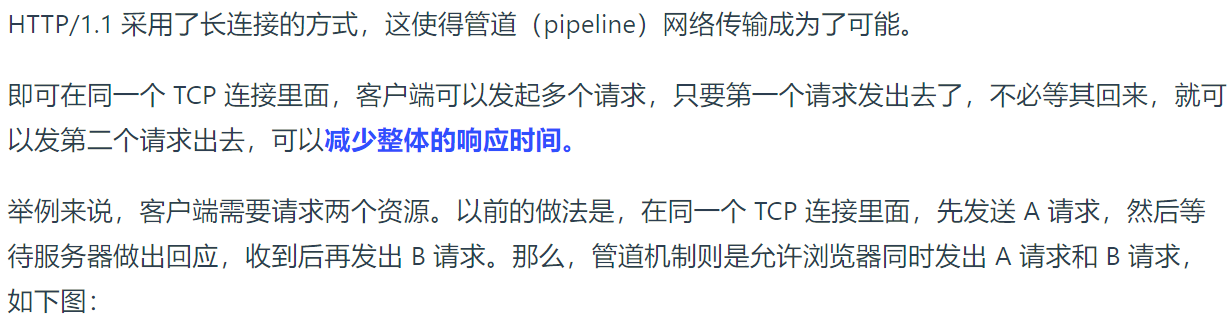 HTTP/1.1 采用了长连接的方式，这使得管道（pipeline）网络传输成为了可能。
即可在同一个 TCP 连接里面，客户端可以发起多个请求，只要第一个请求发出去了，不必等其回来，就可
以发第二个请求出去，可以减少整体的响应时间。
举例来说，客户端需要请求两个资源。以前的做法是，在同一个 TCP 连接里面，先发送 A 请求，然后等
待服务器做出回应，收到后再发出 B 请求。那么，管道机制则是允许浏览器同时发出 A 请求和 B 请求，
如下图：